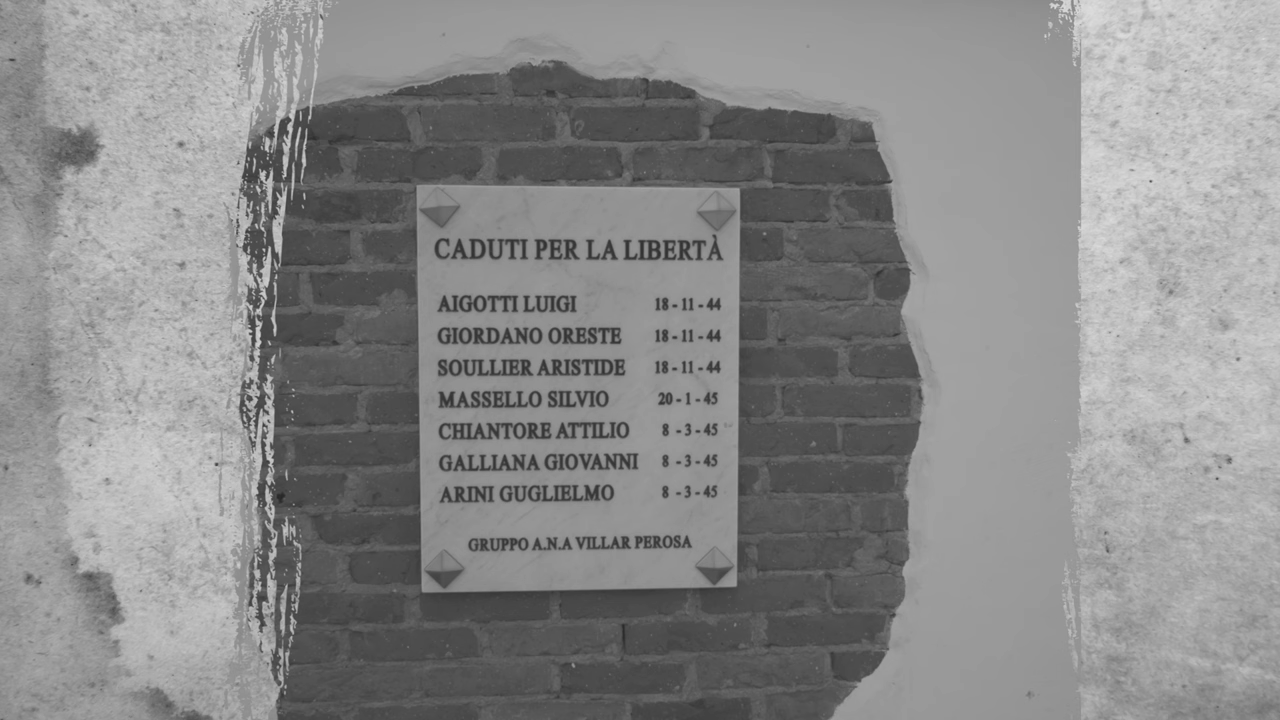 CADUTI PER LA LIBERTÀ
AIGOTTI LUIGI 18 - 11 - 44
GIORDANO ORESTE 18 - 11 - 44
SOULLIER ARISTIDE 18 - 11 - 44
MASSELLO SILVIO 20 - 1 - 45
CHIANTORE ATTILIO 8 - 3 - 45
GALLIANA GIOVANNI 8 - 3 - 45
ARINI GUGLIELMO 8 - 3 - 45
GRUPPO A.N.A VILLAR PEROSA